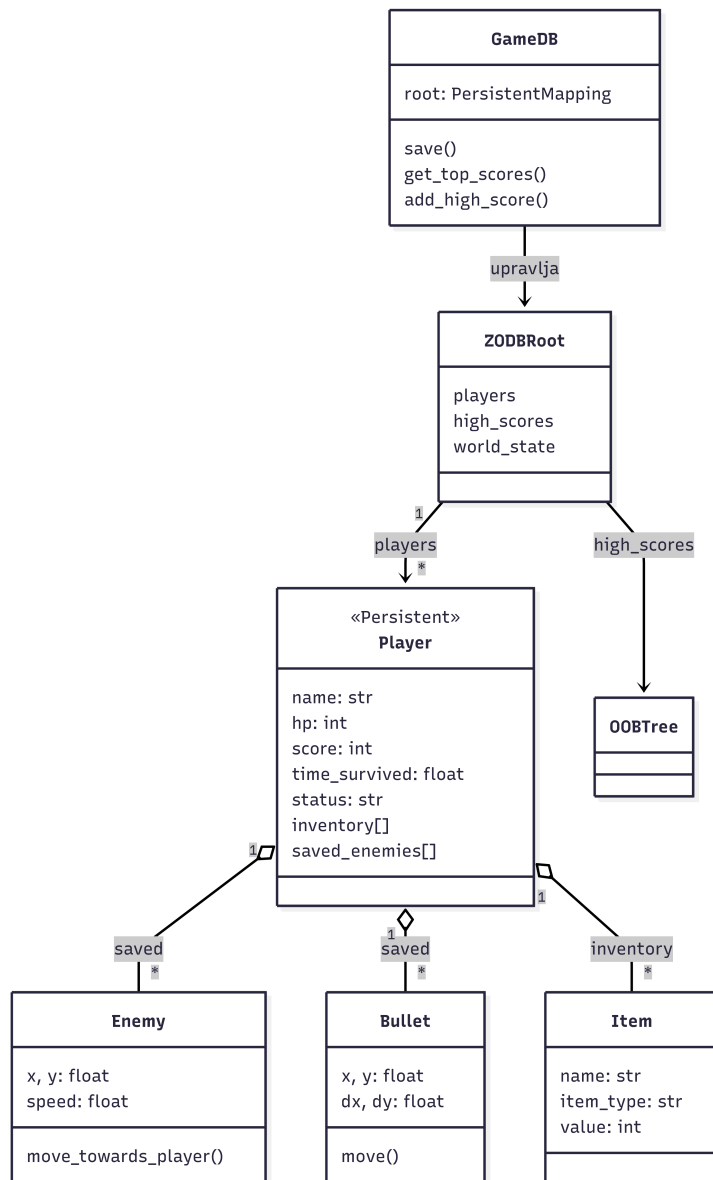 GameDB
root: PersistentMapping
save()
get_top_scores()
add_high_score()
upravlja
ZODBRoot
players
high_scores
world_state
1
players
*
high_scores
«Persistent»
Player
name: str
hp: int
score: int
time_survived: float
status: str
inventory[]
saved_enemies[]
OOBTree
1
saved
*
1
saved
*
1
inventory
*
Enemy
x, y: float
speed: float
move_towards_player()
Bullet
x, y: float
dx, dy: float
move()
Item
name: str
item_type: str
value: int